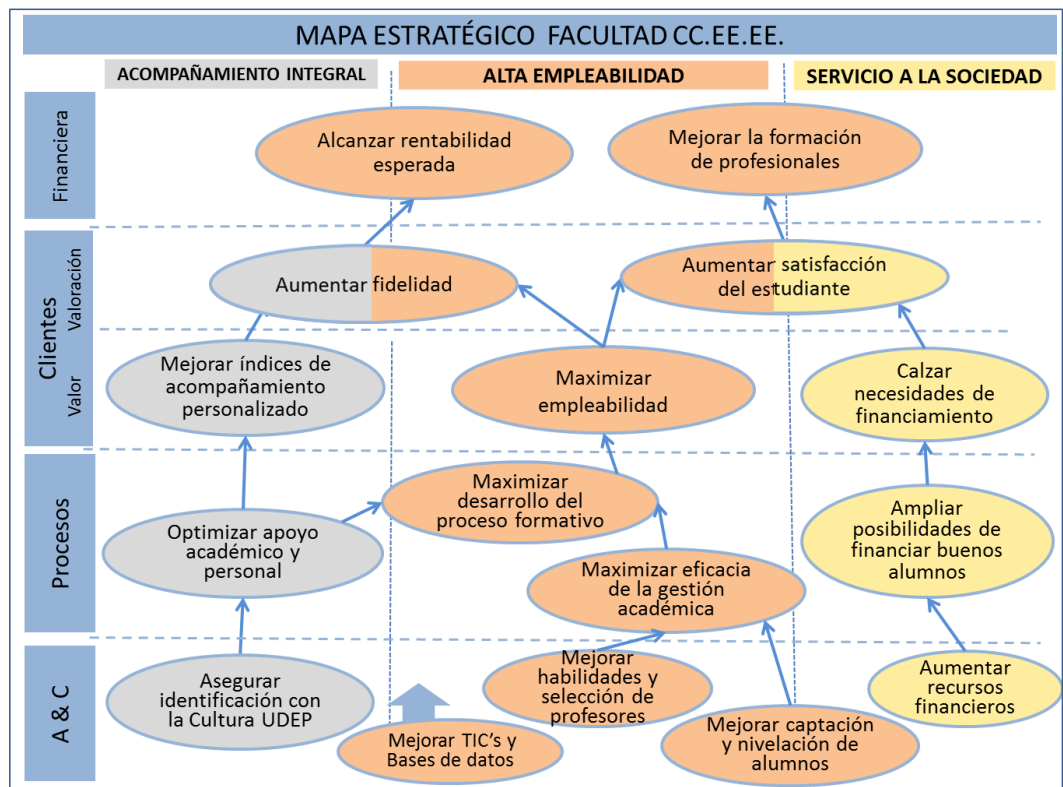 MAPA ESTRATÉGICO FACULTAD CC.EE.EE.
ACOMPAÑAMIENTO INTEGRAL
ALTA EMPLEABILIDAD
SERVICIO A LA SOCIEDAD
Financiera
Alcanzar rentabilidad
esperada
Mejorar la formación
de profesionales
Clientes
Valoración
Aumentar fidelidad
Aumentar satisfacción
del estudiante
Valor
Mejorar índices de
acompañamiento
personalizado
Maximizar
empleabilidad
Calzar
necesidades de
financiamiento
Procesos
Optimizar apoyo
académico y
personal
Maximizar
desarrollo del
proceso formativo
Maximizar eficacia
de la gestión
académica
Ampliar
posibilidades de
financiar buenos
alumnos
A & C
Asegurar
identificación con
la Cultura UDEP
Mejorar TIC's y
Bases de datos
Mejorar
habilidades y
selección de
profesores
Mejorar captación
y nivelación de
alumnos
Aumentar
recursos
financieros